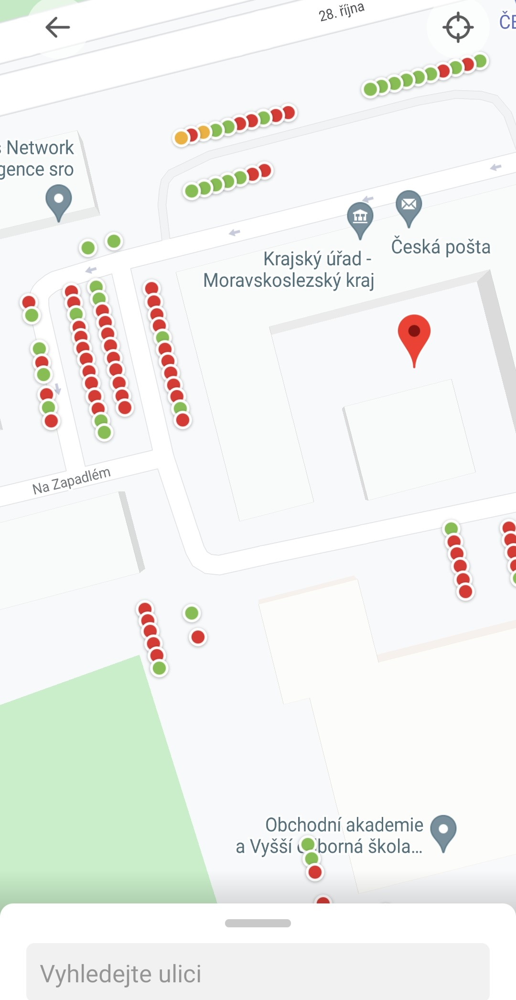 28. října
ČE
s Network
gence sro
Česká pošta
Krajský úřad -
Moravskoslezský kraj
Na Zapadlém
Obchodní akademie
a Vyšší odborná škola...
Vyhledejte ulici